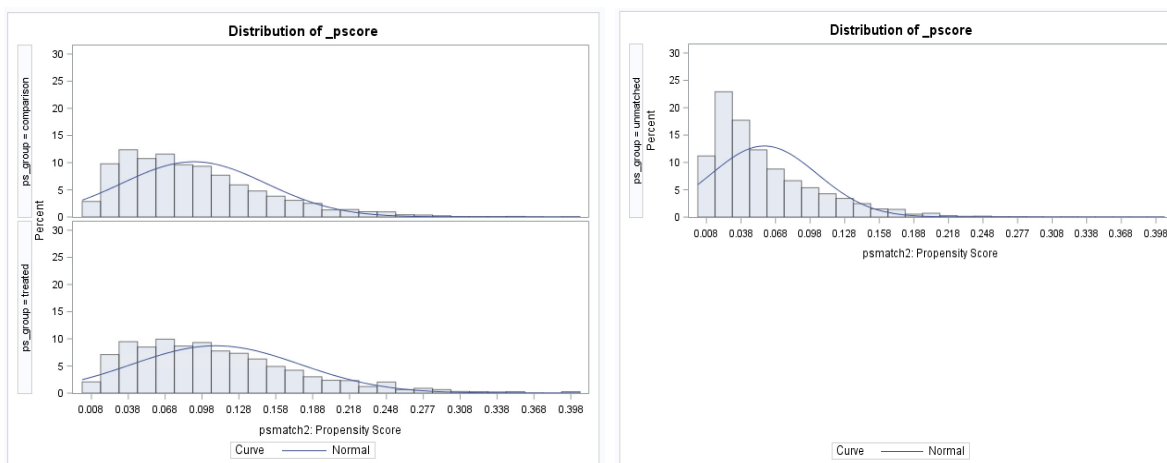 Distribution of _pscore
ps_group = comparison
30
25
20
15
10
5
0
Percent
ps_group = treated
30
25
20
15
10
5
0
0.008 0.038 0.068 0.098 0.128 0.158 0.188 0.218 0.248 0.277 0.308 0.338 0.368 0.398
psmatch2: Propensity Score
Curve Normal
Distribution of _pscore
ps_group = unmatched
Percent
30
25
20
15
10
5
0
0.008 0.038 0.068 0.098 0.128 0.158 0.188 0.218 0.248 0.277 0.308 0.338 0.368 0.398
psmatch2: Propensity Score
Curve Normal